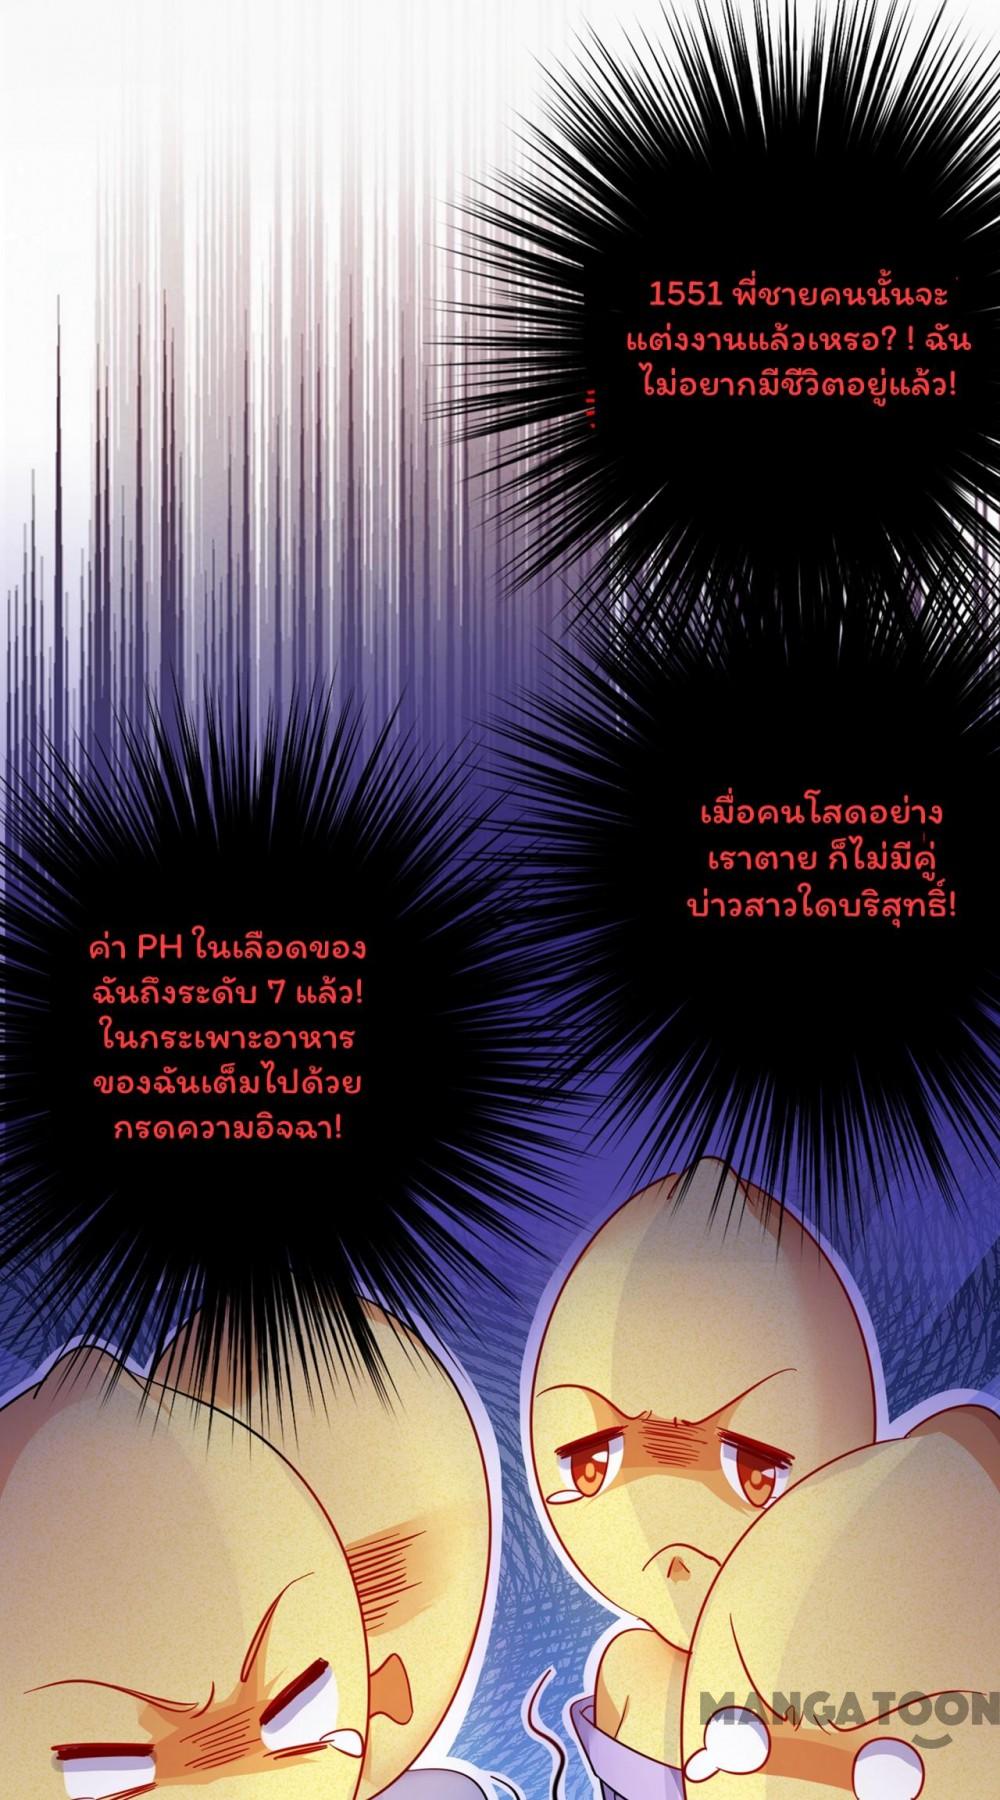 1551 พี่ชายคนนั้นจะ
แต่งงานแล้วเหรอ? ! ฉัน
ไม่อยากมีชีวิตอยู่แล้ว!
เมื่อคนโสดอย่าง
เราตาย ก็ไม่มีคู่
บ่าวสาวใดบริสุทธิ์!
ค่า PH ในเลือดของ
ฉันถึงระดับ 7 แล้ว!
ในกระเพาะอาหาร
ของฉันเต็มไปด้วย
กรดความอิจฉา!
MANGATOON